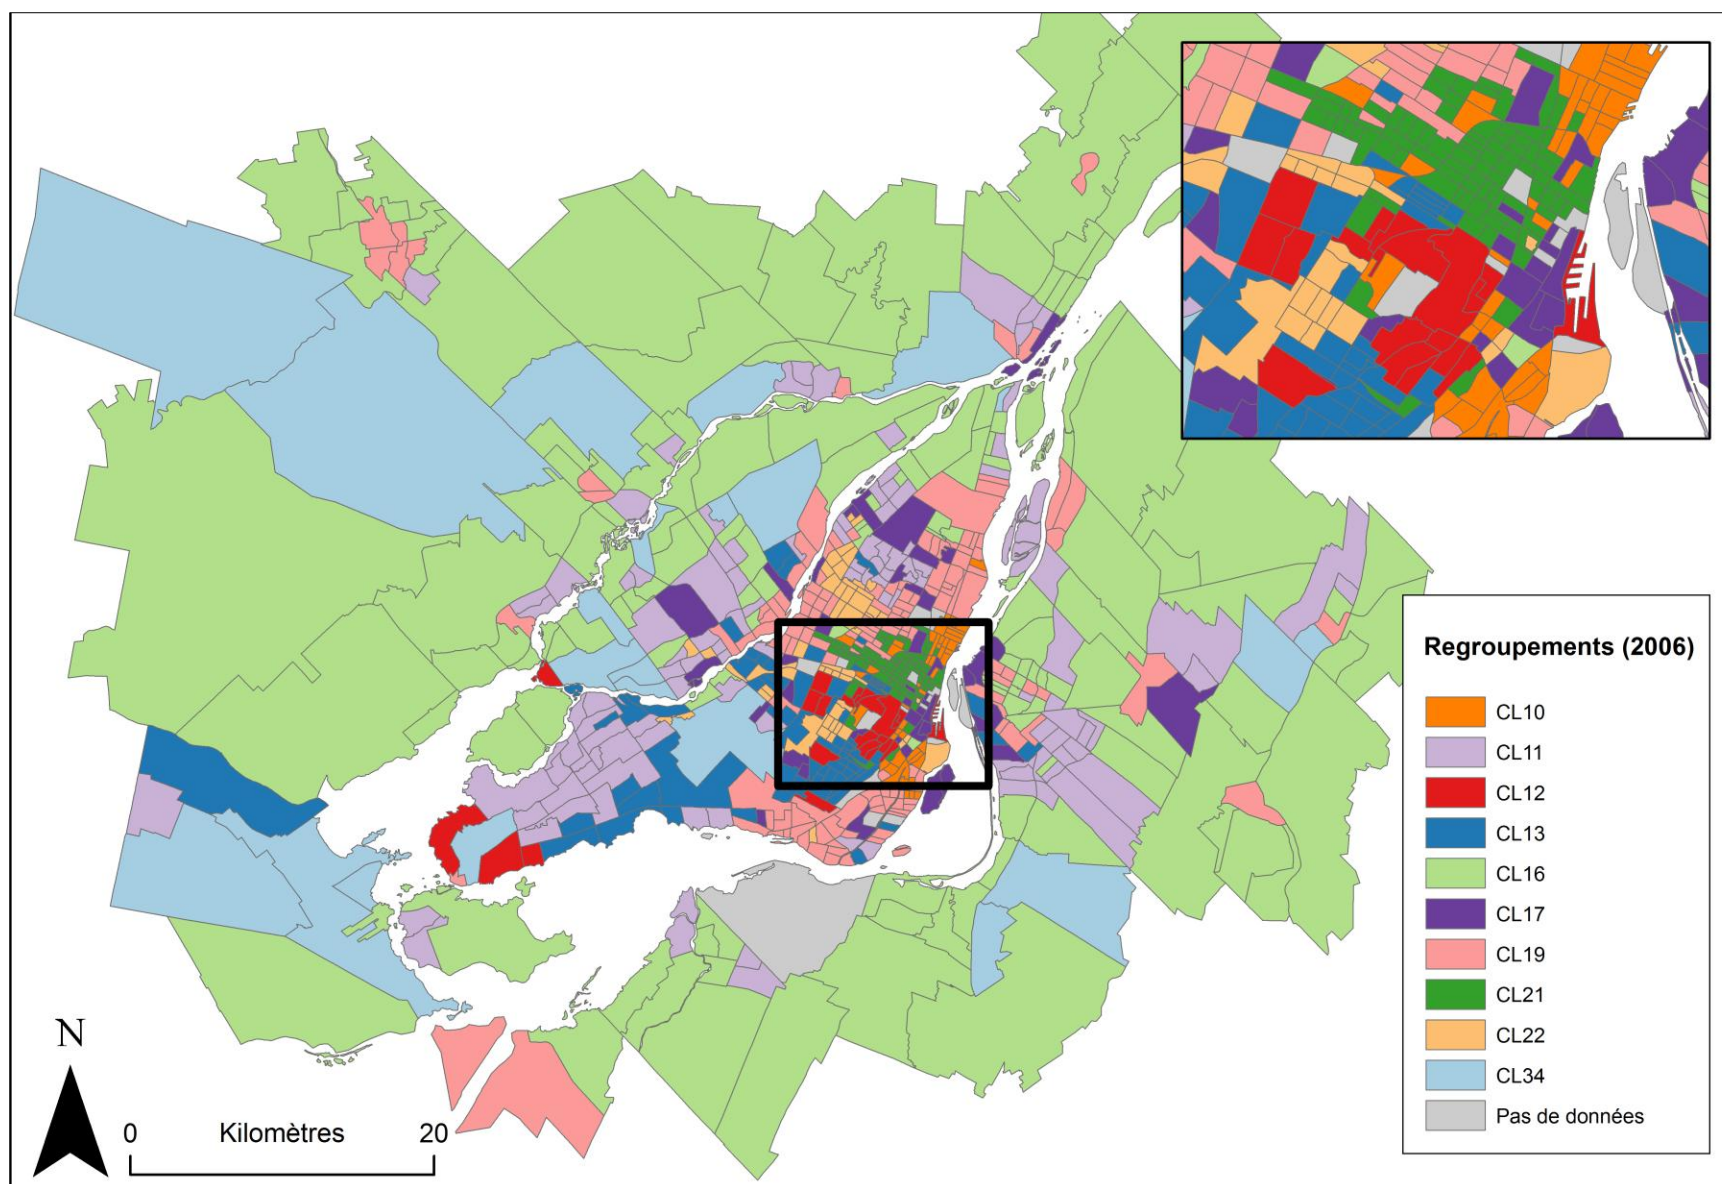 Regroupements (2006)
CL10
CL11
CL12
CL13
CL16
CL17
CL19
CL21
CL22
CL34
Pas de données
N
0 Kilomètres 20